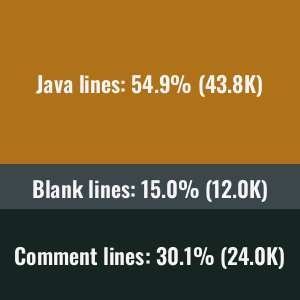 Java lines: 54.9% (43.8K)
Blank lines: 15.0% (12.0K)
Comment lines: 30.1% (24.0K)